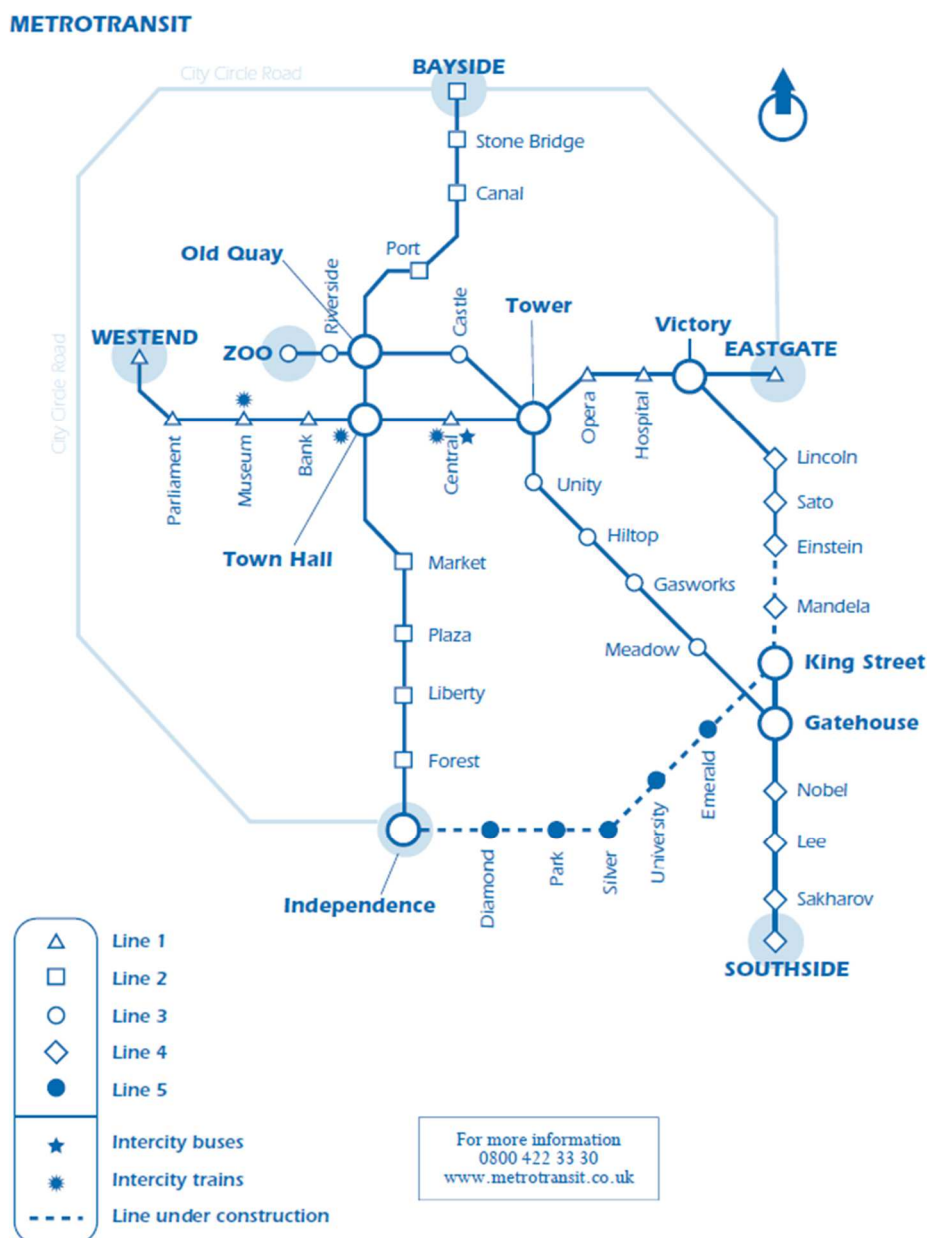 METROTRANSIT
City Circle Road
BAYSIDE
Stone Bridge
Canal
Port
Old Quay
Riverside
Castle
Tower
Victory
WESTEND
ZOO
EASTGATE
City Circle Road
Parliament
Museum
Bank
Central
Opera
Hospital
Lincoln
Unity
Sato
Hiltop
Einstein
Town Hall
Market
Gasworks
Mandela
Plaza
Meadow
King Street
Liberty
Gatehouse
Forest
Emerald
University
Nobel
Diamond
Park
Silver
Lee
Independence
Sakharov
SOUTHSIDE
Line 1
Line 2
Line 3
Line 4
Line 5
Intercity buses
Intercity trains
Line under construction
For more information
0800 422 33 30
www.metrotransit.co.uk